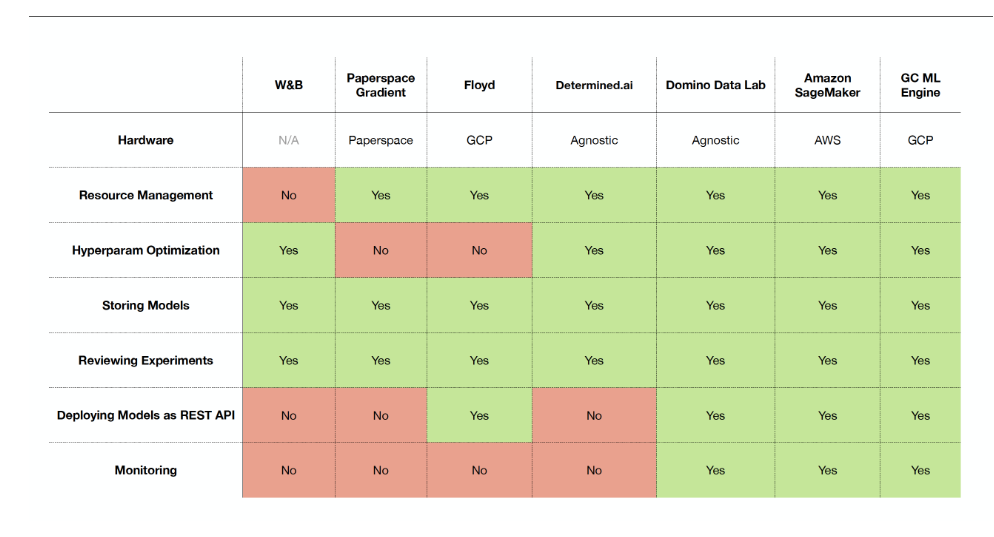 W&B Paperspace Gradient Floyd Determined.ai Domino Data Lab Amazon SageMaker GC ML Engine
Hardware N/A Paperspace GCP Agnostic Agnostic AWS GCP
Resource Management No Yes Yes Yes Yes Yes Yes
Hyperparam Optimization Yes No No Yes Yes Yes Yes
Storing Models Yes Yes Yes Yes Yes Yes Yes
Reviewing Experiments Yes Yes Yes Yes Yes Yes Yes
Deploying Models as REST API No No Yes No Yes Yes Yes
Monitoring No No No No Yes Yes Yes